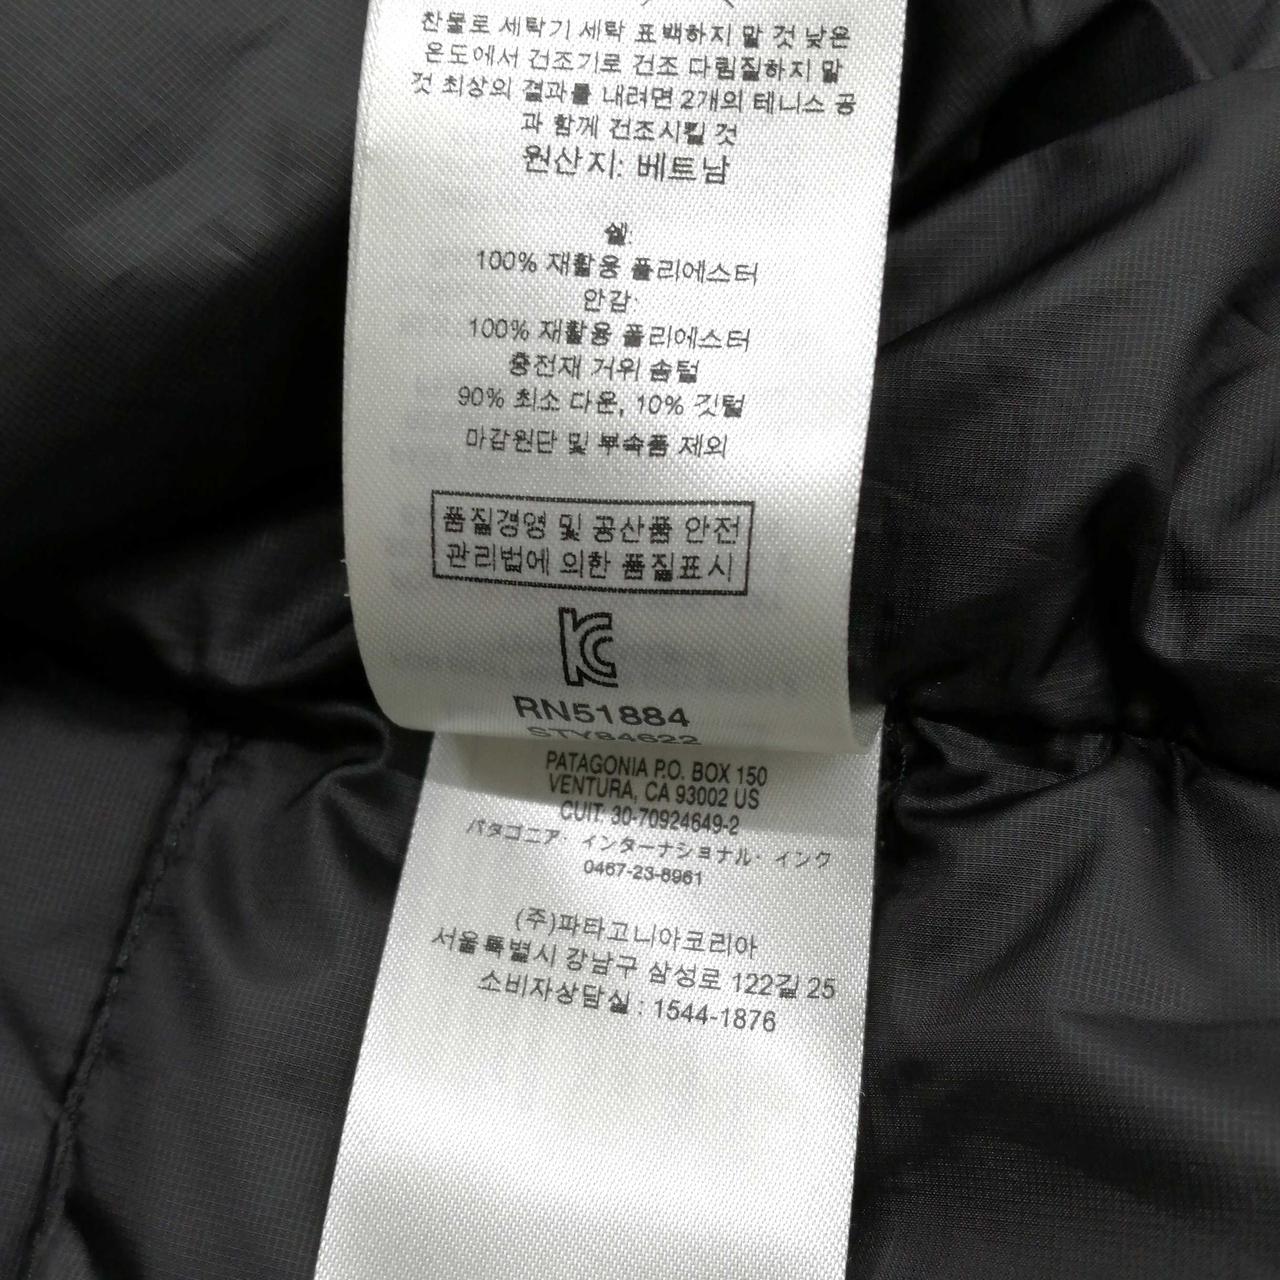 찬물로 세탁기 세탁 표백하지 말 것 낮은
온도에서 건조기로 건조 다림질하지 말
것 최상의 결과를 내려면 2개의 테니스 공
과 함께 건조시킬 것
원산지: 베트남
쉘:
100% 재활용 폴리에스터
안감:
100% 재활용 폴리에스터
충전재 거위 솜털
90% 최소 다운, 10% 깃털
마감원단 및 부속품 제외
품질경영 및 공산품 안전
관리법에 의한 품질표시
KC
RN51884
STY84622
PATAGONIA P.O. BOX 150
VENTURA, CA 93002 US
CUIT: 30-70924649-2
パタゴニア・インターナショナル・インク
0467-23-8961
(주)파타고니아코리아
서울특별시 강남구 삼성로 122길 25
소비자상담실 : 1544-1876